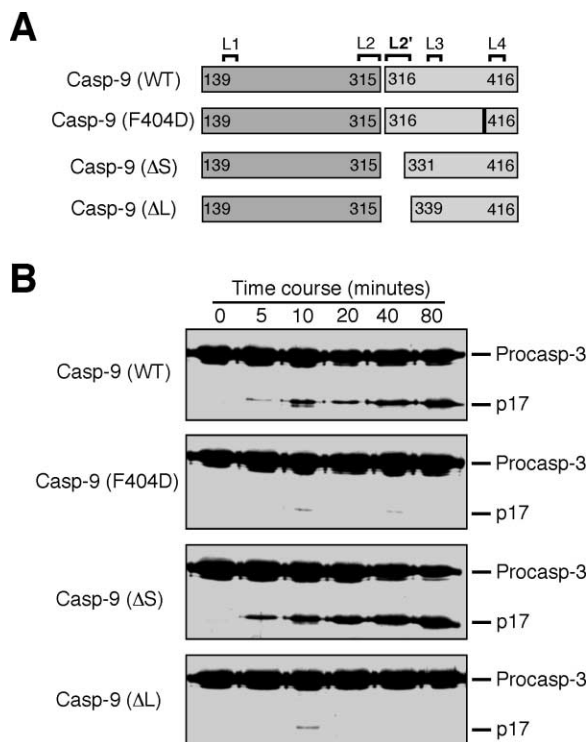 A
L1 L2 L2' L3 L4
Casp-9 (WT) 139 315 316 416
Casp-9 (F404D) 139 315 316 416
Casp-9 (ΔS) 139 315 331 416
Casp-9 (ΔL) 139 315 339 416
B
Time course (minutes)
0 5 10 20 40 80
Casp-9 (WT) Procasp-3
p17
Casp-9 (F404D) Procasp-3
p17
Casp-9 (ΔS) Procasp-3
p17
Casp-9 (ΔL) Procasp-3
p17